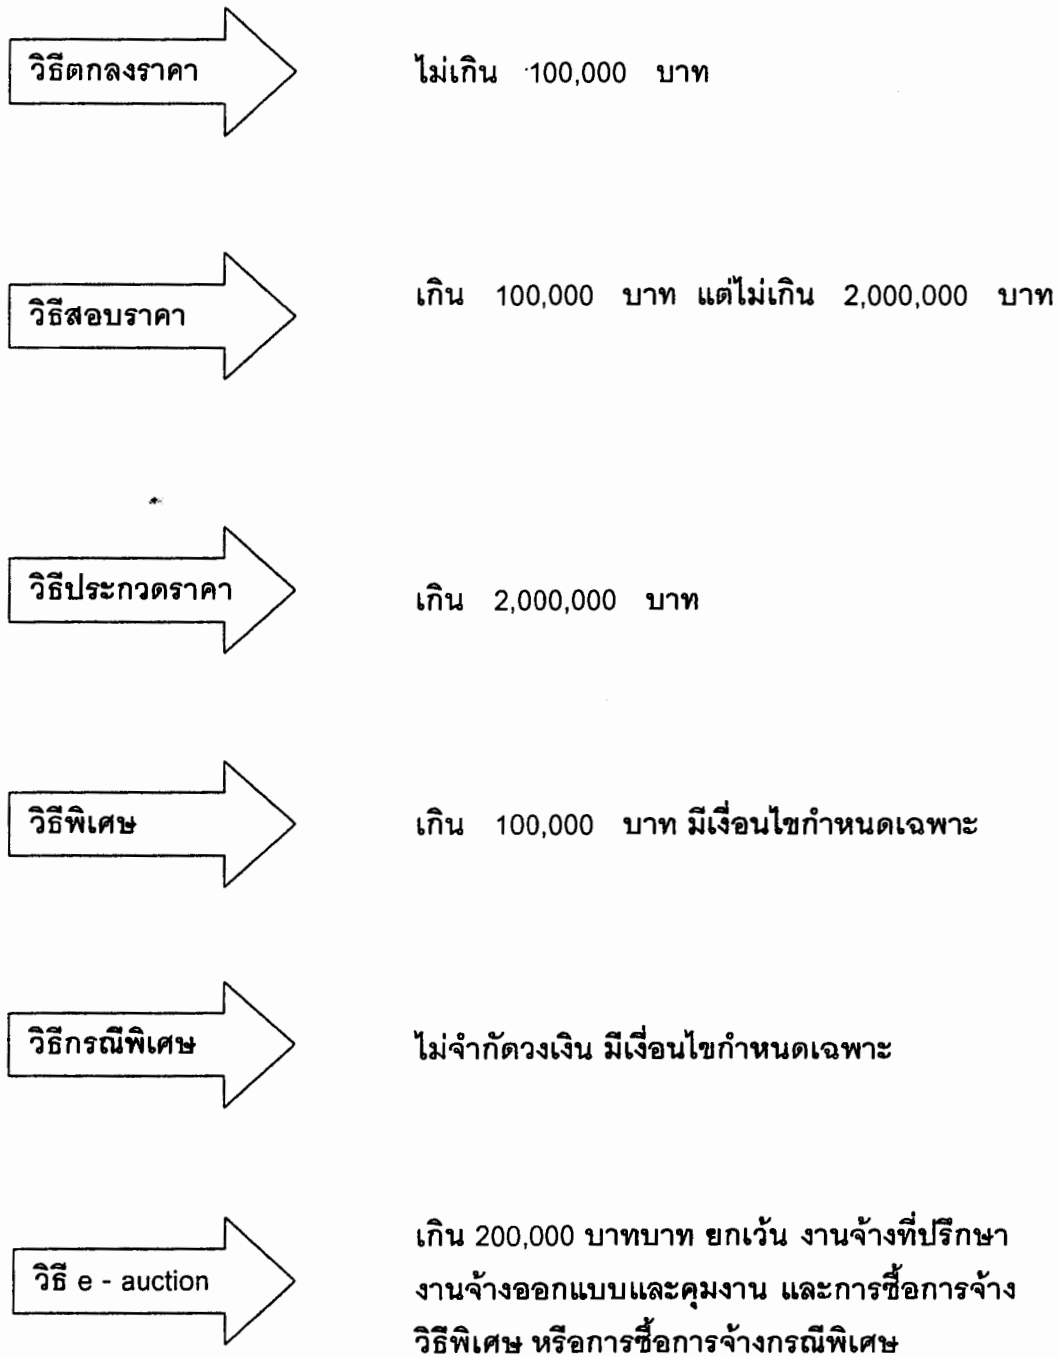 วิธีตกลงราคา ไม่เกิน 100,000 บาท
วิธีสอบราคา เกิน 100,000 บาท แต่ไม่เกิน 2,000,000 บาท
วิธีประกวดราคา เกิน 2,000,000 บาท
วิธีพิเศษ เกิน 100,000 บาท มีเงื่อนไขกำหนดเฉพาะ
วิธีกรณีพิเศษ ไม่จำกัดวงเงิน มีเงื่อนไขกำหนดเฉพาะ
วิธี e - auction
เกิน 200,000 บาทบาท ยกเว้น งานจ้างที่ปรึกษา
งานจ้างออกแบบและคุมงาน และการซื้อการจ้าง
วิธีพิเศษ หรือการซื้อการจ้างกรณีพิเศษ